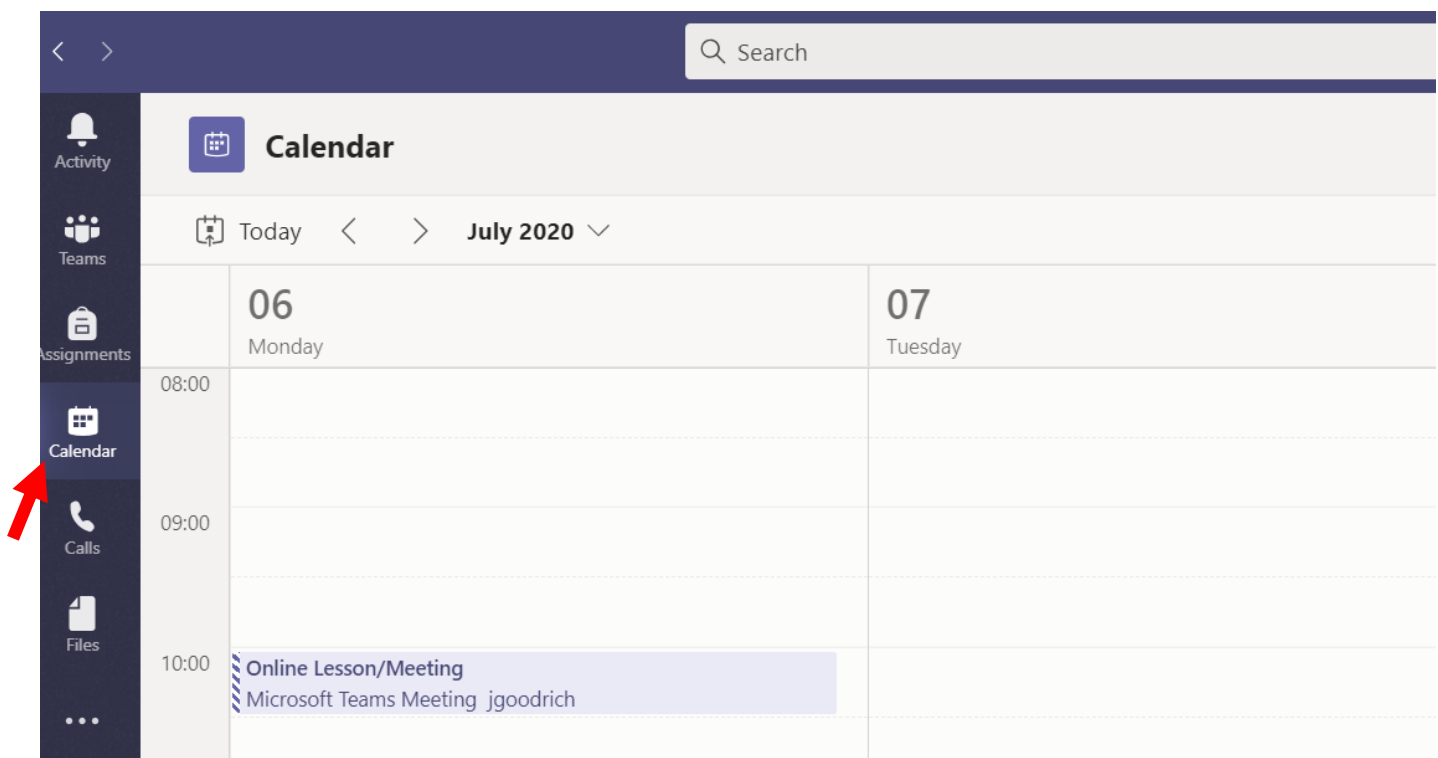 Search
Activity
Calendar
Teams
Today
July 2020
06
Monday
07
Tuesday
Assignments
08:00
Calendar
09:00
Calls
Files
10:00
Online Lesson/Meeting
Microsoft Teams Meeting jgoodrich